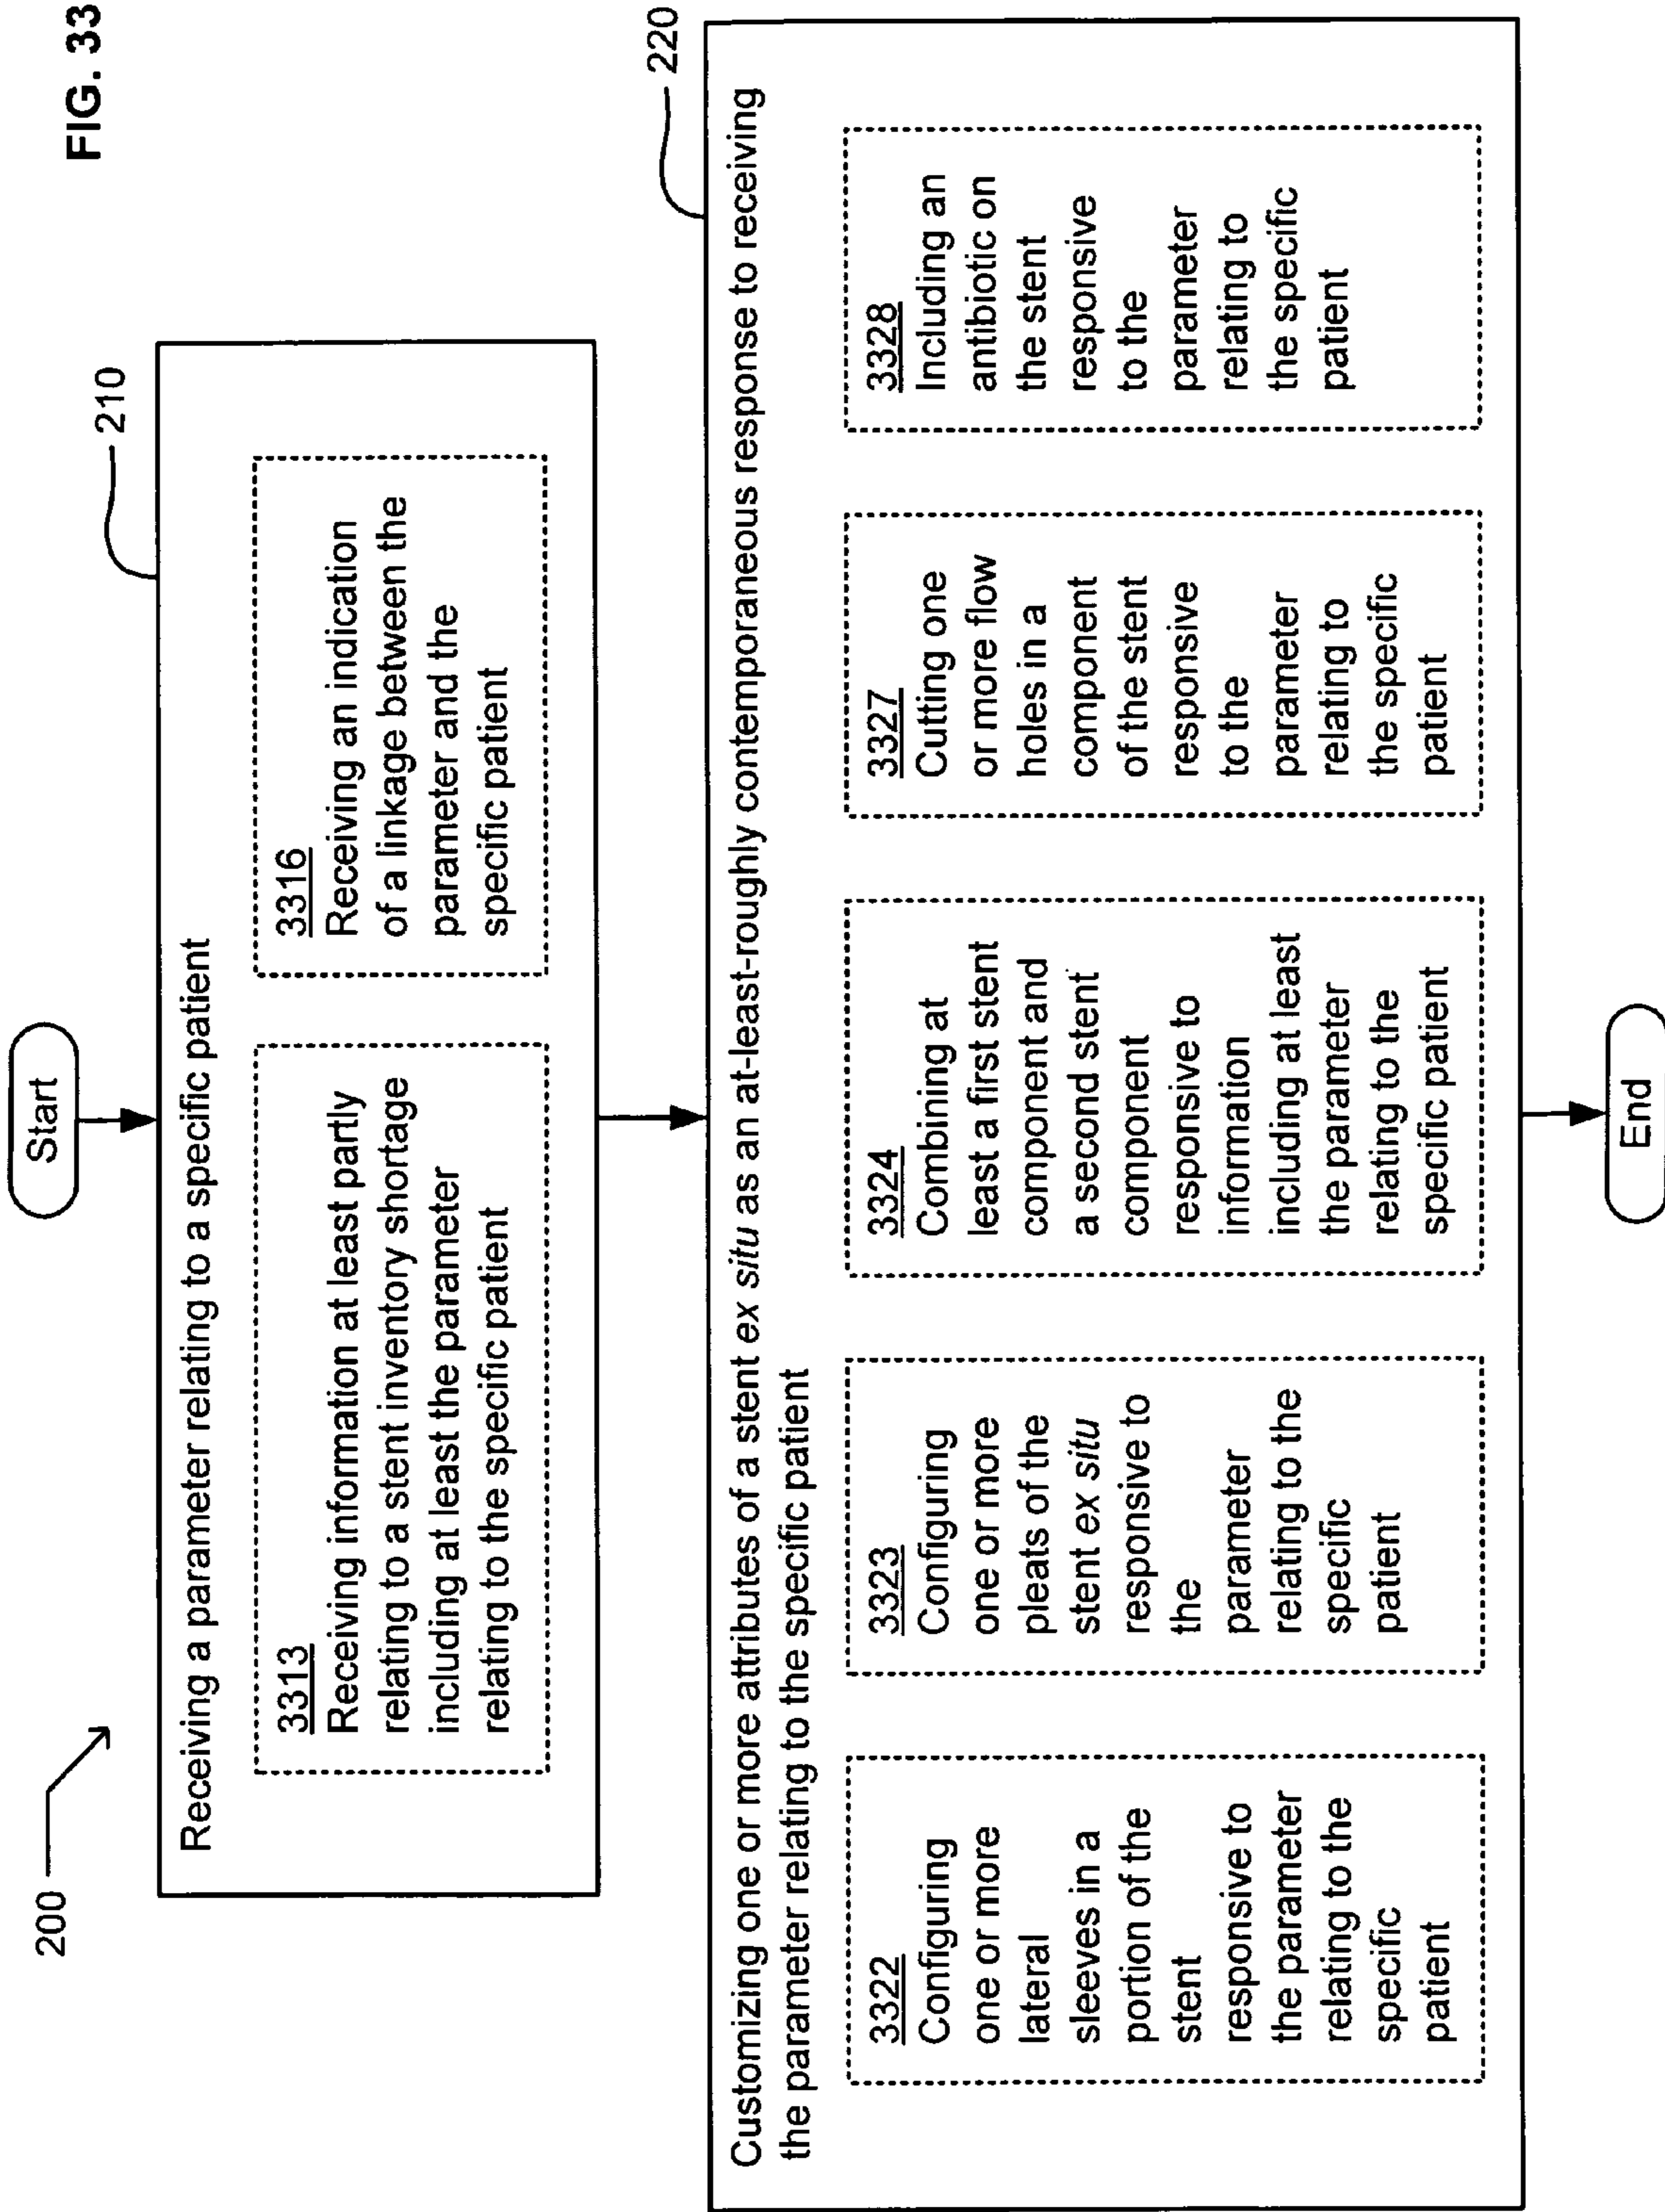 FIG. 33
200
Start
210
Receiving a parameter relating to a specific patient
3313
Receiving information at least partly
relating to a stent inventory shortage
including at least the parameter
relating to the specific patient
3316
Receiving an indication
of a linkage between the
parameter and the
specific patient
220
Customizing one or more attributes of a stent ex situ as an at-least-roughly contemporaneous response to receiving
the parameter relating to the specific patient
3322
Configuring
one or more
lateral
sleeves in a
portion of the
stent
responsive to
the parameter
relating to the
specific
patient
3323
Configuring
one or more
pleats of the
stent ex situ
responsive to
the
parameter
relating to the
specific
patient
3324
Combining at
least a first stent
component and
a second stent
component
responsive to
information
including at least
the parameter
relating to the
specific patient
3327
Cutting one
or more flow
holes in a
component
of the stent
responsive
to the
parameter
relating to
the specific
patient
3328
Including an
antibiotic on
the stent
responsive
to the
parameter
relating to
the specific
patient
End